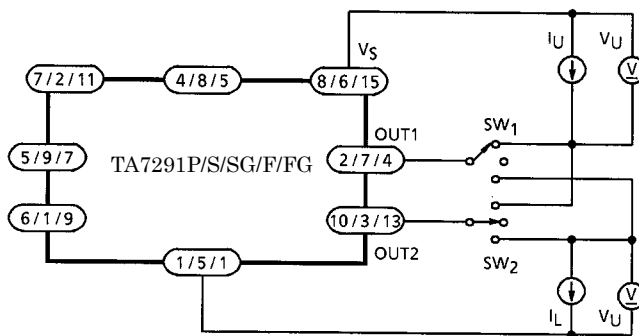 VS
IU
VU
7/2/11
4/8/5
8/6/15
V
OUT1
SW1
5/9/7
TA7291P/S/SG/F/FG
2/7/4
6/1/9
10/3/13
OUT2
1/5/1
SW2
V
IL
VU